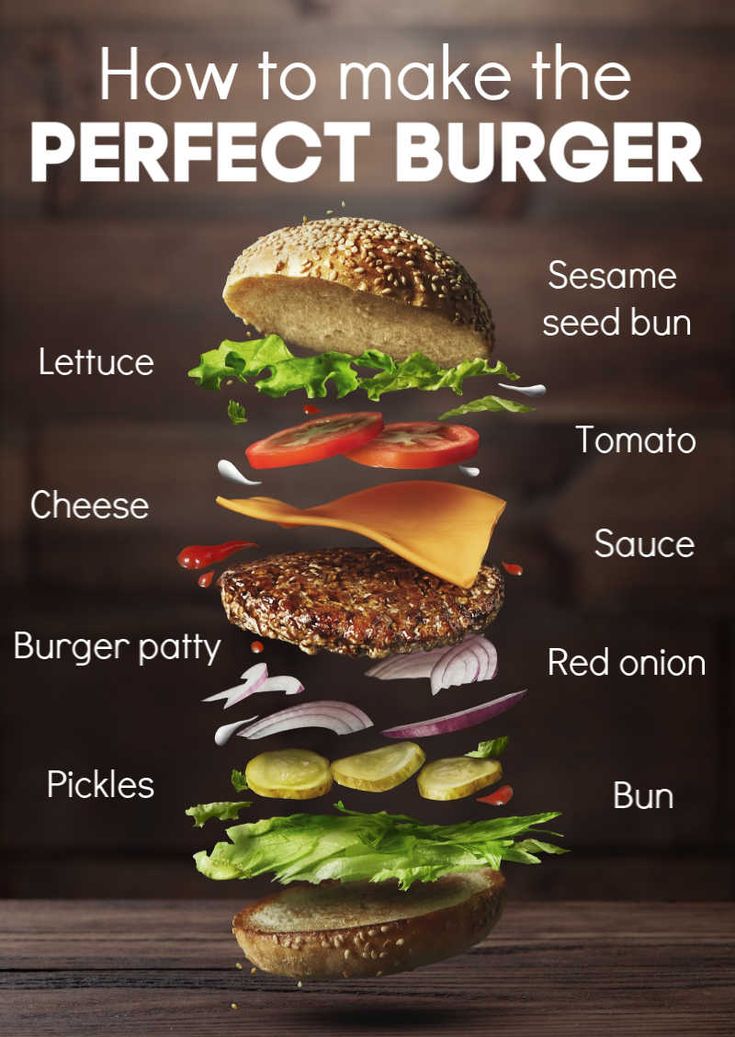 How to make the
PERFECT BURGER
Sesame
seed bun
Lettuce
Tomato
Cheese
Sauce
Burger patty
Red onion
Pickles
Bun